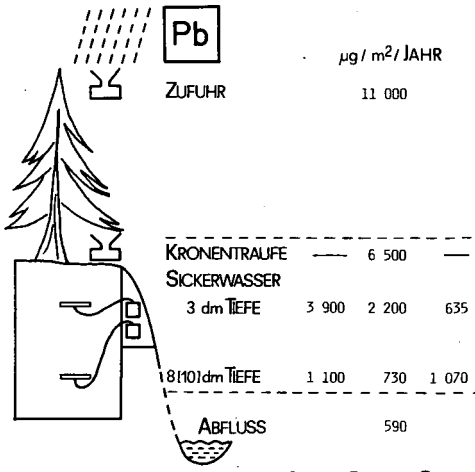 Pb
µg / m²/ JAHR
ZUFUHR 11 000
KRONENTRAUFE — 6 500 —
SICKERWASSER
3 dm TIEFE 3 900 2 200 635
8[10]dm TIEFE 1 100 730 1 070
ABFLUSS 590